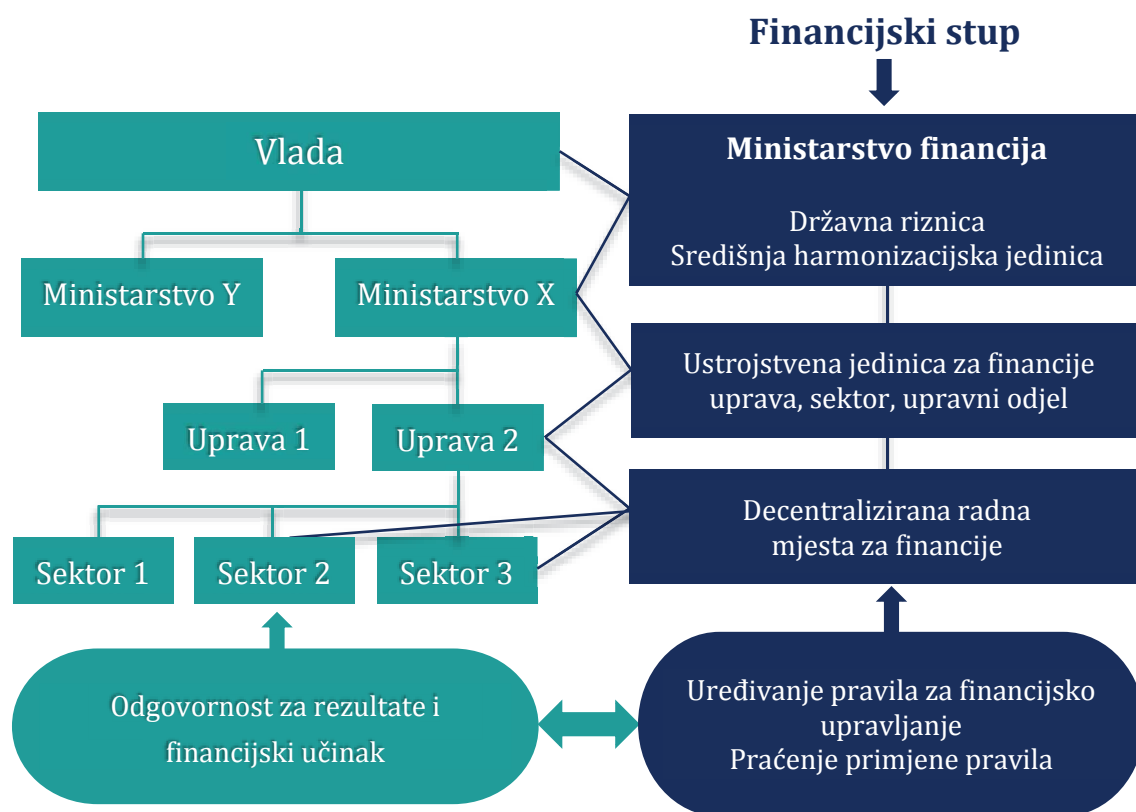 Financijski stup
Vlada
Ministarstvo Y
Ministarstvo X
Uprava 1
Uprava 2
Sektor 1
Sektor 2
Sektor 3
Odgovornost za rezultate i
financijski učinak
Ministarstvo financija
Državna riznica
Središnja harmonizacijska jedinica
Ustrojstvena jedinica za financije
uprava, sektor, upravni odjel
Decentralizirana radna
mjesta za financije
Uređivanje pravila za financijsko
upravljanje
Praćenje primjene pravila